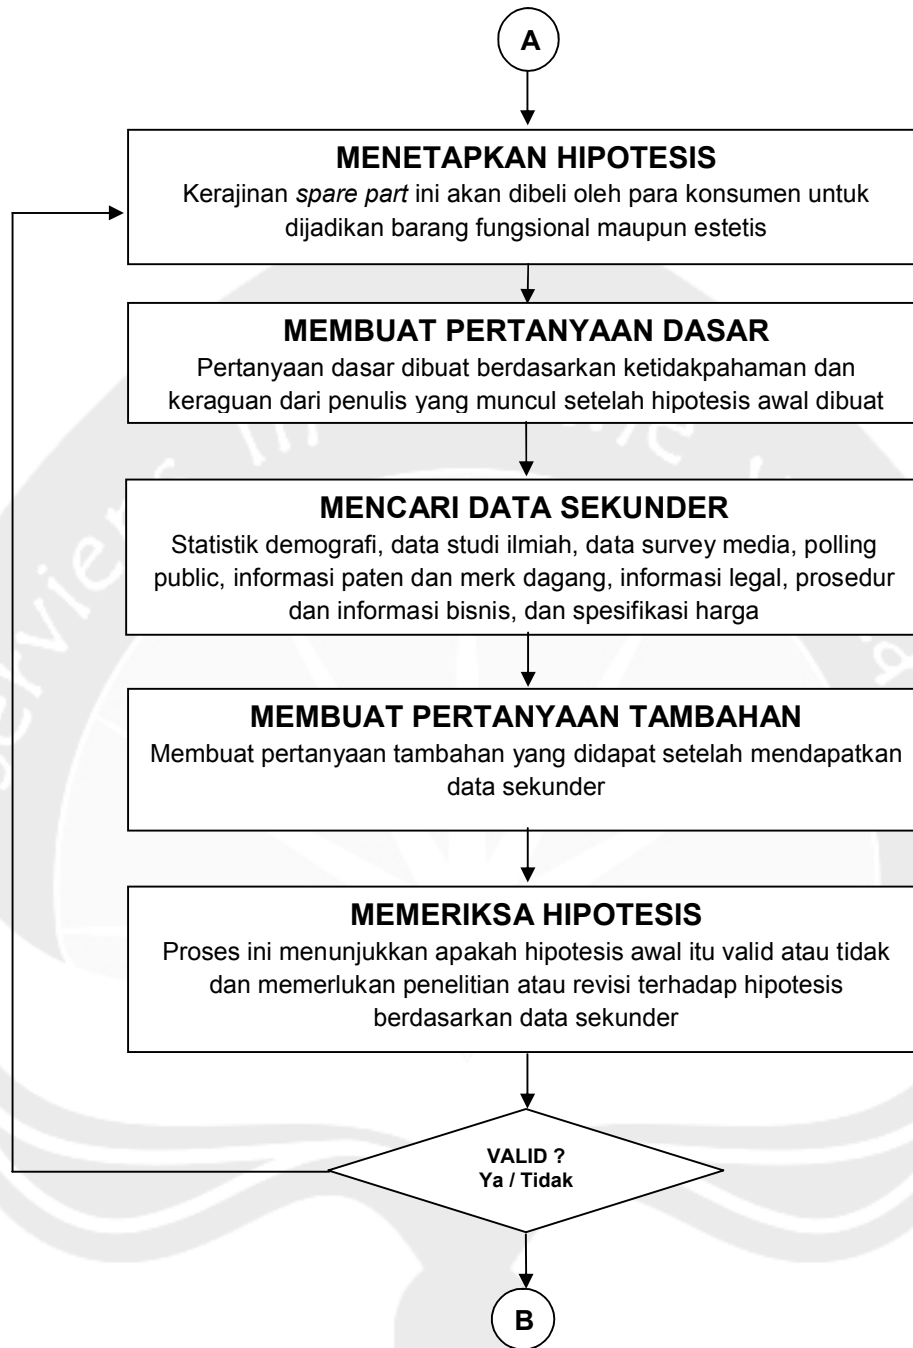 A
MENETAPKAN HIPOTESIS
Kerajinan spare part ini akan dibeli oleh para konsumen untuk
dijadikan barang fungsional maupun estetis
MEMBUAT PERTANYAAN DASAR
Pertanyaan dasar dibuat berdasarkan ketidakpahaman dan
keraguan dari penulis yang muncul setelah hipotesis awal dibuat
MENCARI DATA SEKUNDER
Statistik demografi, data studi ilmiah, data survey media, polling
public, informasi paten dan merk dagang, informasi legal, prosedur
dan informasi bisnis, dan spesifikasi harga
MEMBUAT PERTANYAAN TAMBAHAN
Membuat pertanyaan tambahan yang didapat setelah mendapatkan
data sekunder
MEMERIKSA HIPOTESIS
Proses ini menunjukkan apakah hipotesis awal itu valid atau tidak
dan memerlukan penelitian atau revisi terhadap hipotesis
berdasarkan data sekunder
VALID ?
Ya / Tidak
B